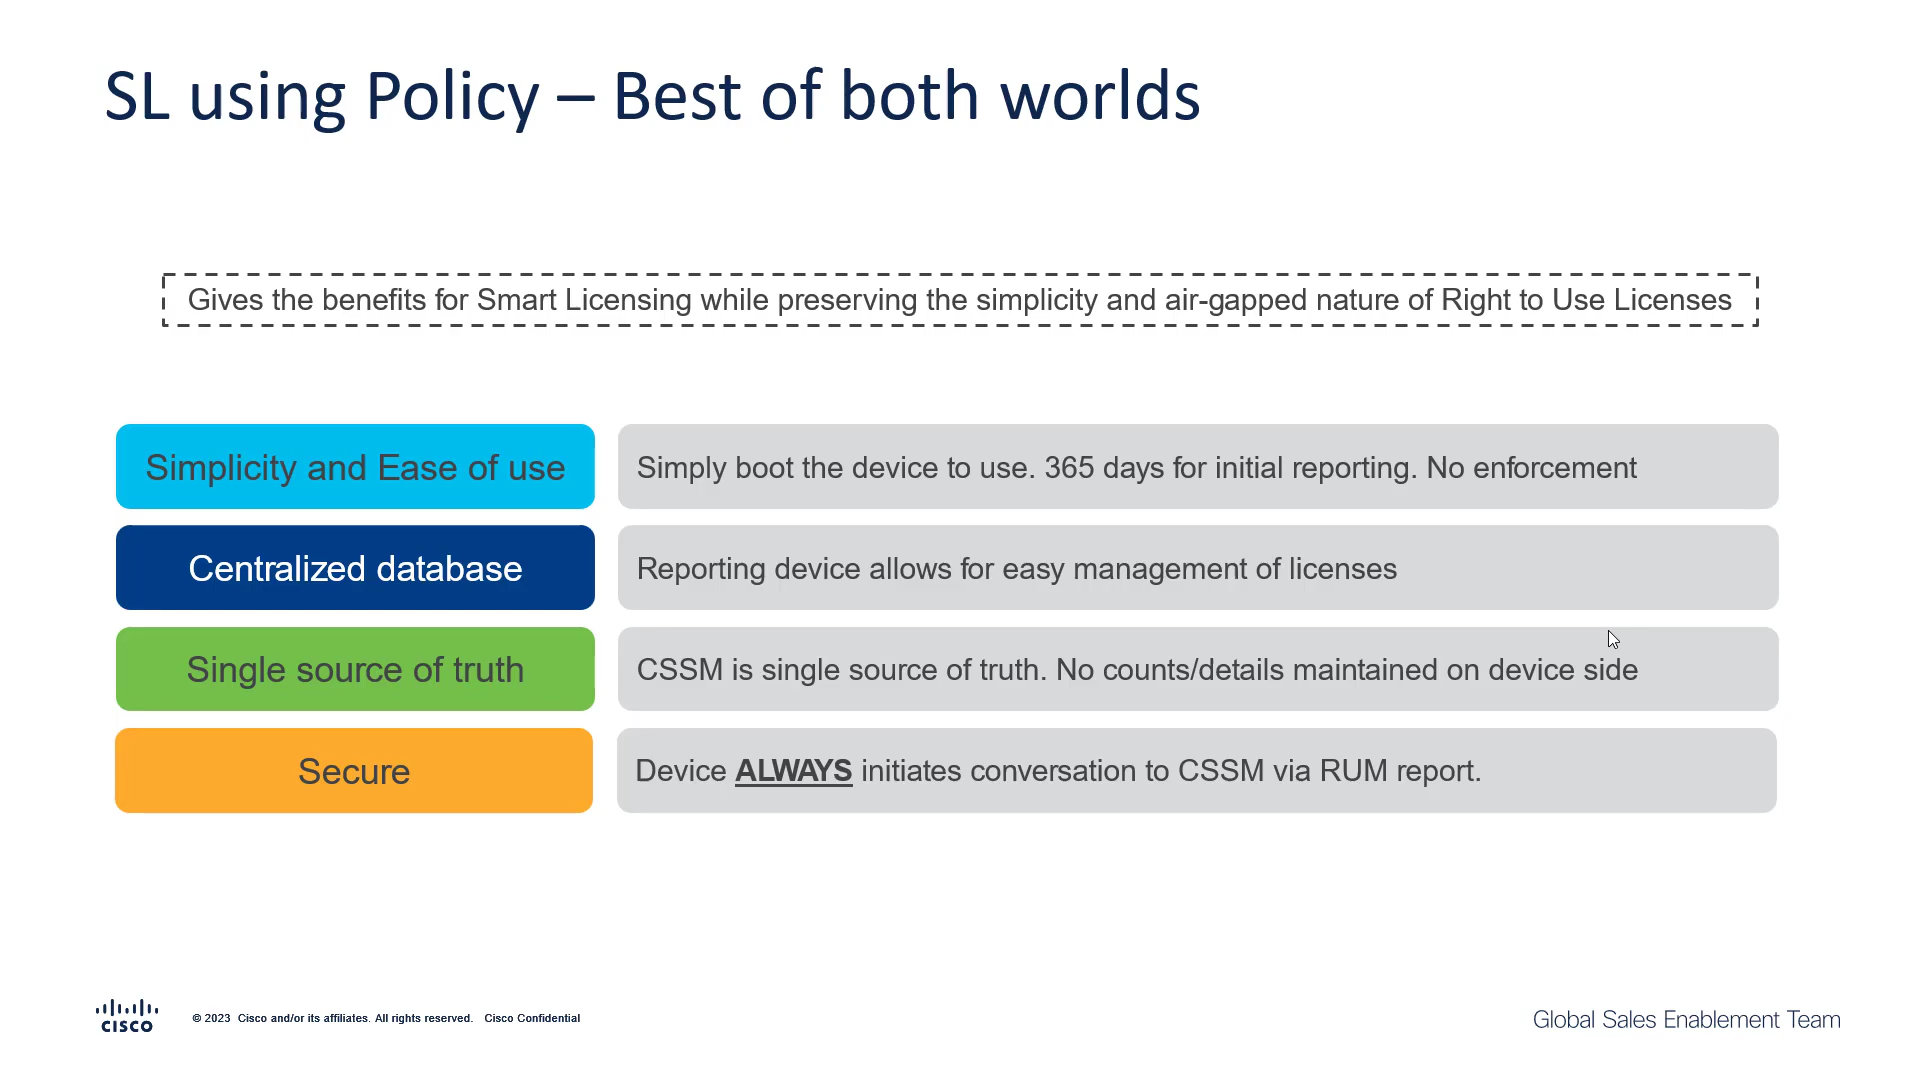 SL using Policy – Best of both worlds
Gives the benefits for Smart Licensing while preserving the simplicity and air-gapped nature of Right to Use Licenses
Simplicity and Ease of use
Simply boot the device to use. 365 days for initial reporting. No enforcement
Centralized database
Reporting device allows for easy management of licenses
Single source of truth
CSSM is single source of truth. No counts/details maintained on device side
Secure
Device ALWAYS initiates conversation to CSSM via RUM report.
CISCO
© 2023 Cisco and/or its affiliates. All rights reserved. Cisco Confidential
Global Sales Enablement Team